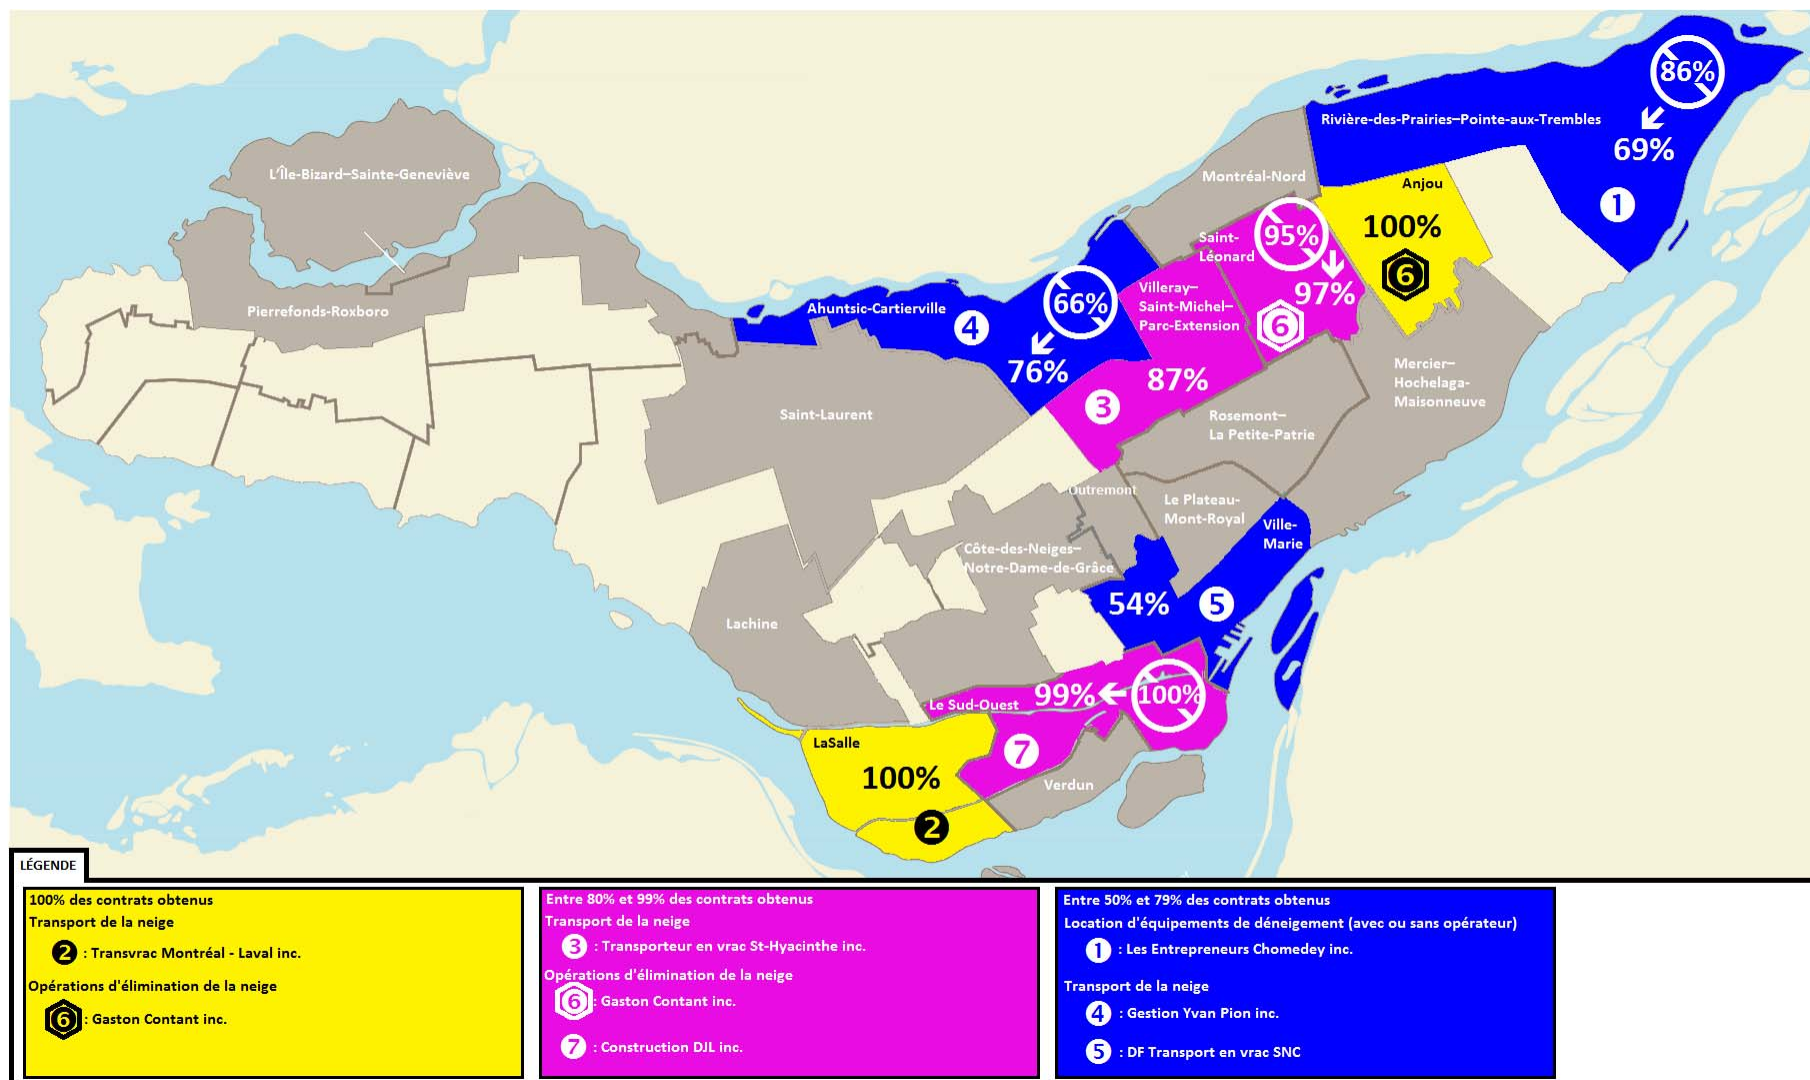 86%
Rivière-des-Prairies–Pointe-aux-Trembles
69%
1
L'Île-Bizard–Sainte-Geneviève
Montréal-Nord
Anjou
100%
6
Saint-
Léonard
95%
97%
6
Pierrefonds-Roxboro
Ahuntsic-Cartierville
4
66%
76%
Villeray–
Saint-Michel–
Parc-Extension
87%
3
Mercier–
Hochelaga-
Maisonneuve
Saint-Laurent
Rosemont–
La Petite-Patrie
Outremont
Le Plateau-
Mont-Royal
Ville-
Marie
Côte-des-Neiges–
Notre-Dame-de-Grâce
54%
5
Lachine
Le Sud-Ouest
99%
100%
7
LaSalle
100%
2
Verdun
LÉGENDE
100% des contrats obtenus
Transport de la neige
2 : Transvrac Montréal - Laval inc.
Opérations d'élimination de la neige
6 : Gaston Contant inc.
Entre 80% et 99% des contrats obtenus
Transport de la neige
3 : Transporteur en vrac St-Hyacinthe inc.
Opérations d'élimination de la neige
6 : Gaston Contant inc.
7 : Construction DJL inc.
Entre 50% et 79% des contrats obtenus
Location d'équipements de déneigement (avec ou sans opérateur)
1 : Les Entrepreneurs Chomedey inc.
Transport de la neige
4 : Gestion Yvan Pion inc.
5 : DF Transport en vrac SNC